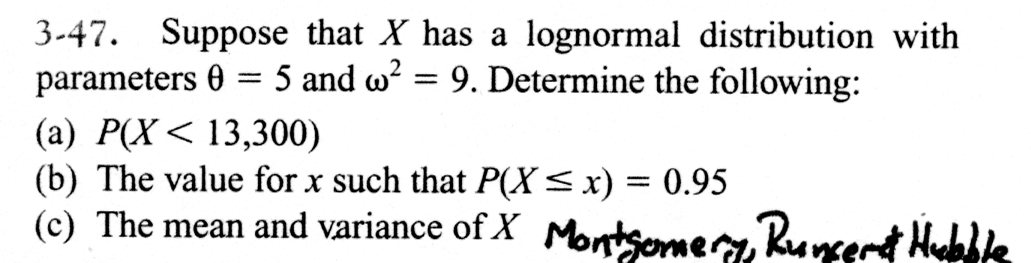 3-47. Suppose that X has a lognormal distribution with
parameters θ = 5 and ω² = 9. Determine the following:
(a) P(X < 13,300)
(b) The value for x such that P(X ≤ x) = 0.95
(c) The mean and variance of X Montgomery, Runger & Hubble